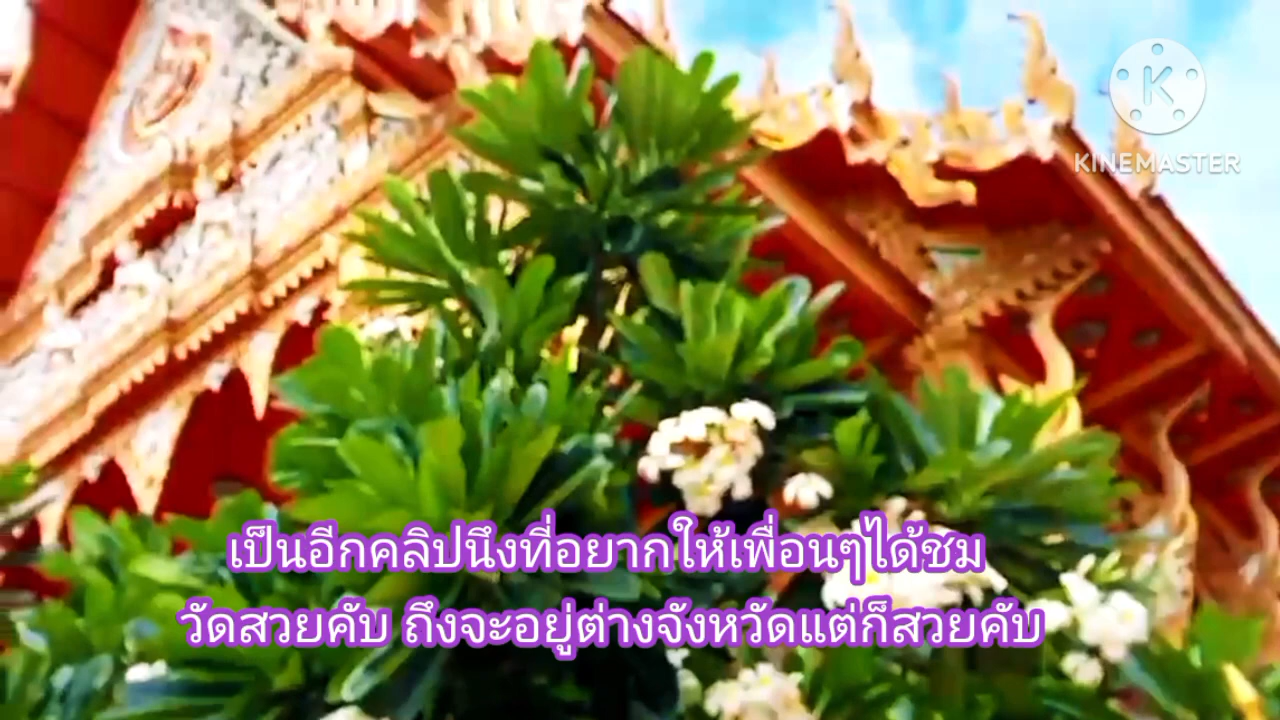 KINEMASTER
เป็นอีกคลิปนึงที่อยากให้เพื่อนๆได้ชม
วัดสวยคับ ถึงจะอยู่ต่างจังหวัดแต่ก็สวยคับ